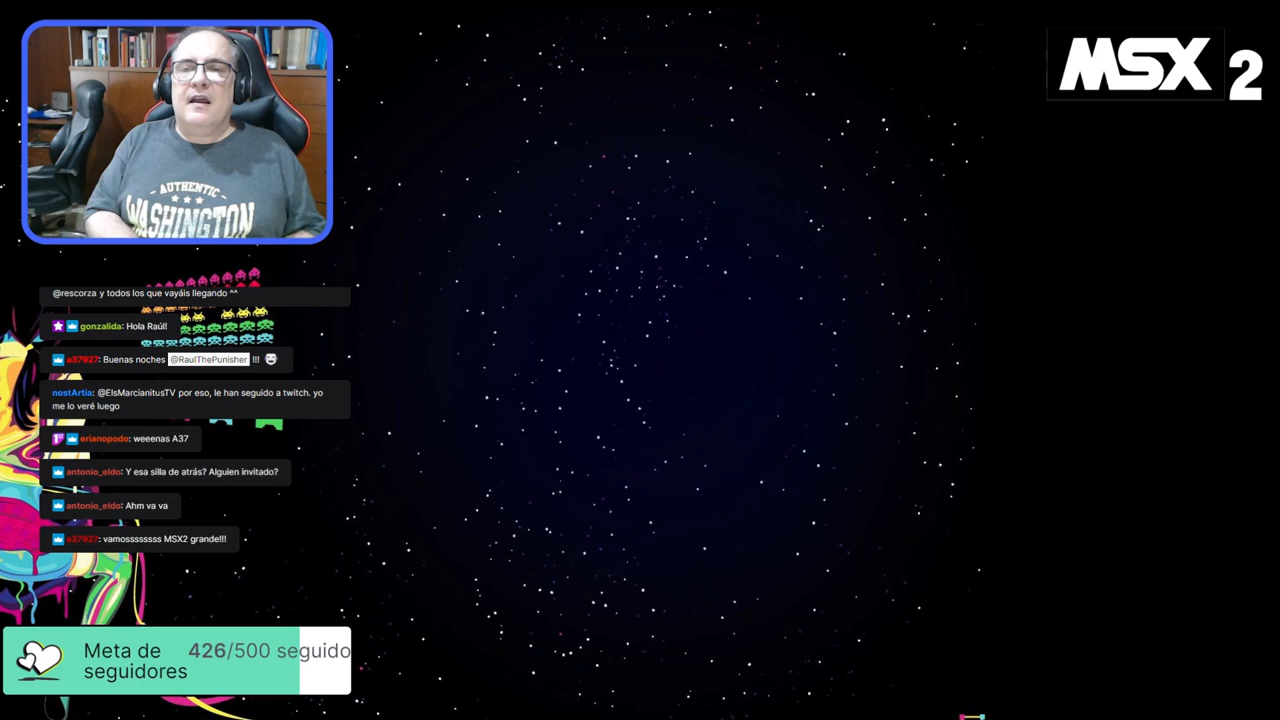 MSX 2
AUTHENTIC
WASHINGTON
@rescorza y todos los que vayáis llegando ^^
gonzalida: Hola Raúl!
a37927: Buenas noches @RaulThePunisher !!!
nostArtia: @ElsMarcianitusTV por eso, le han seguido a twitch. yo
me lo veré luego
erianopodo: weeenas A37
antonio_eldo: Y esa silla de atrás? Alguien invitado?
antonio_eldo: Ahm va va
a37927: vamosssssssss MSX2 grande!!!
Meta de
seguidores
426/500 seguido